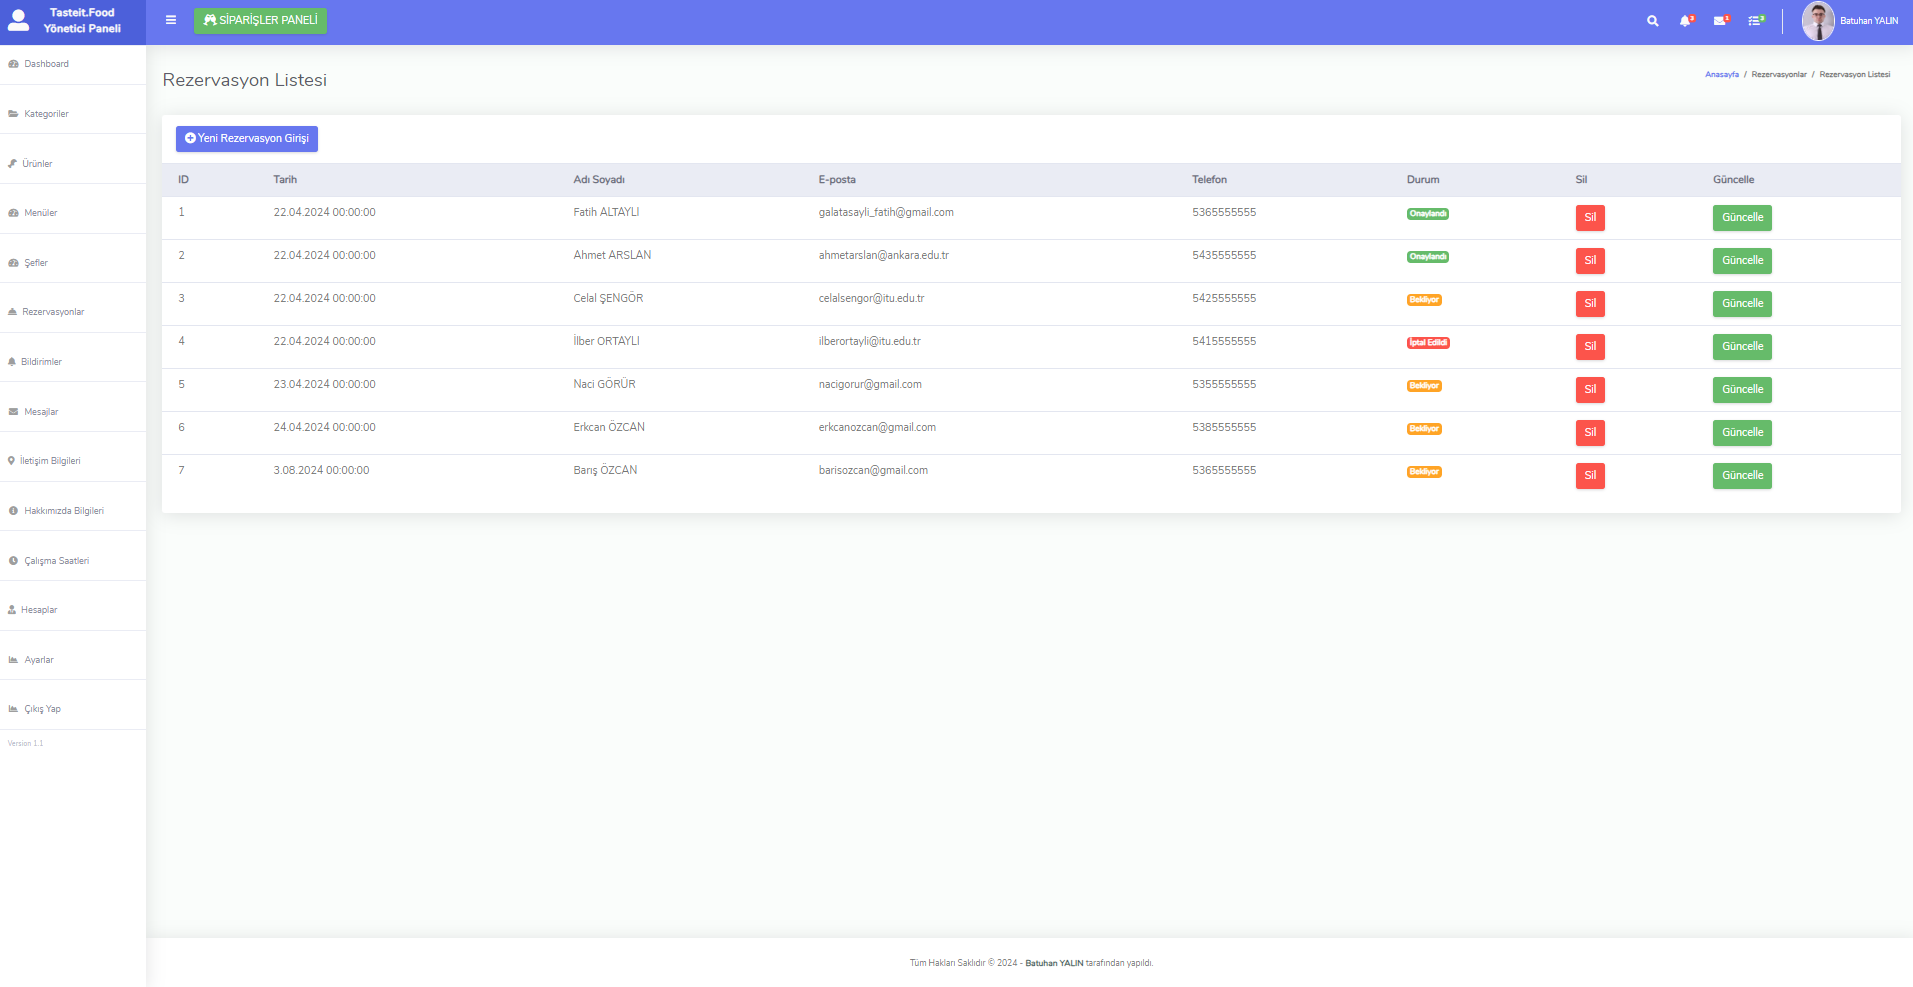 Tasteit.Food
Yönetici Paneli
SİPARİŞLER PANELİ
3
1
3
Batuhan YALIN
Dashboard
Kategoriler
Ürünler
Menüler
Şefler
Rezervasyonlar
Bildirimler
Mesajlar
İletişim Bilgileri
Hakkımızda Bilgileri
Çalışma Saatleri
Hesaplar
Ayarlar
Çıkış Yap
Version 1.1
Rezervasyon Listesi
Anasayfa / Rezervasyonlar / Rezervasyon Listesi
Yeni Rezervasyon Girişi
ID Tarih Adı Soyadı E-posta Telefon Durum Sil Güncelle
1 22.04.2024 00:00:00 Fatih ALTAYLI galatasayli_fatih@gmail.com 5365555555 Onaylandı Sil Güncelle
2 22.04.2024 00:00:00 Ahmet ARSLAN ahmetarslan@ankara.edu.tr 5435555555 Onaylandı Sil Güncelle
3 22.04.2024 00:00:00 Celal ŞENGÖR celalsengor@itu.edu.tr 5425555555 Bekliyor Sil Güncelle
4 22.04.2024 00:00:00 İlber ORTAYLI ilberortayli@itu.edu.tr 5415555555 İptal Edildi Sil Güncelle
5 23.04.2024 00:00:00 Naci GÖRÜR nacigorur@gmail.com 5355555555 Bekliyor Sil Güncelle
6 24.04.2024 00:00:00 Erkcan ÖZCAN erkcanozcan@gmail.com 5385555555 Bekliyor Sil Güncelle
7 3.08.2024 00:00:00 Barış ÖZCAN barisozcan@gmail.com 5365555555 Bekliyor Sil Güncelle
Tüm Hakları Saklıdır © 2024 - Batuhan YALIN tarafından yapıldı.